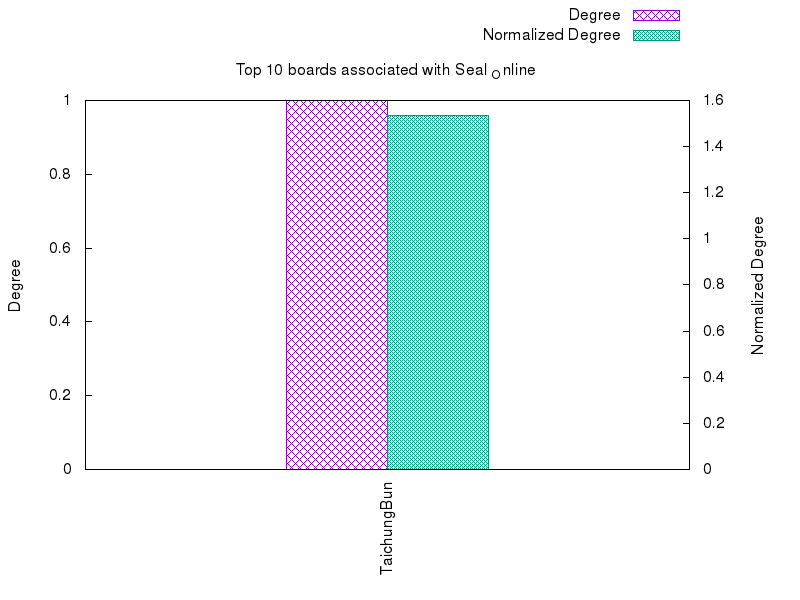 Degree
Normalized Degree
Top 10 boards associated with Seal Online
1
0.8
0.6
0.4
0.2
0
1.6
1.4
1.2
1
0.8
0.6
0.4
0.2
0
Degree
Normalized Degree
TaichungBun